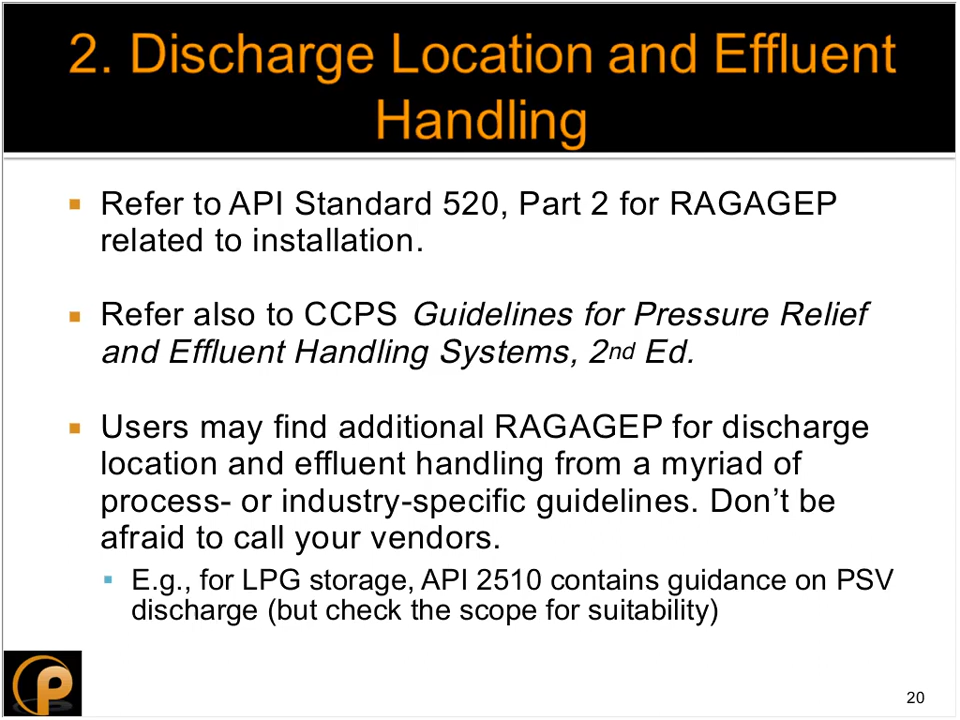 2. Discharge Location and Effluent
Handling
Refer to API Standard 520, Part 2 for RAGAGEP
related to installation.
Refer also to CCPS Guidelines for Pressure Relief
and Effluent Handling Systems, 2nd Ed.
Users may find additional RAGAGEP for discharge
location and effluent handling from a myriad of
process- or industry-specific guidelines. Don’t be
afraid to call your vendors.
E.g., for LPG storage, API 2510 contains guidance on PSV
discharge (but check the scope for suitability)
P
20